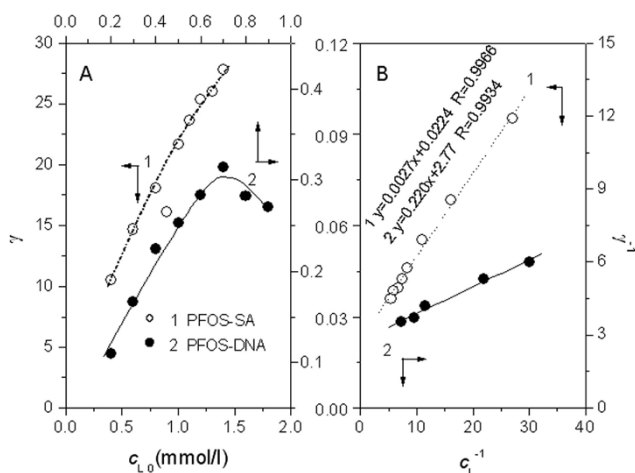 0.0 0.2 0.4 0.6 0.8 1.0
30
25
20
15
10
5
0
A
1
2
0.4
0.3
0.2
0.1
1 PFOS-SA
2 PFOS-DNA
0.0 0.5 1.0 1.5 2.0
γ
c L0 (mmol/l)
0.12
0.09
0.06
0.03
0.00
B
1 y=0.0027x+0.0224 R=0.9966
2 y=0.220x+2.77 R=0.9934
1
2
15
12
9
6
3
0
γ-1
0 10 20 30 40